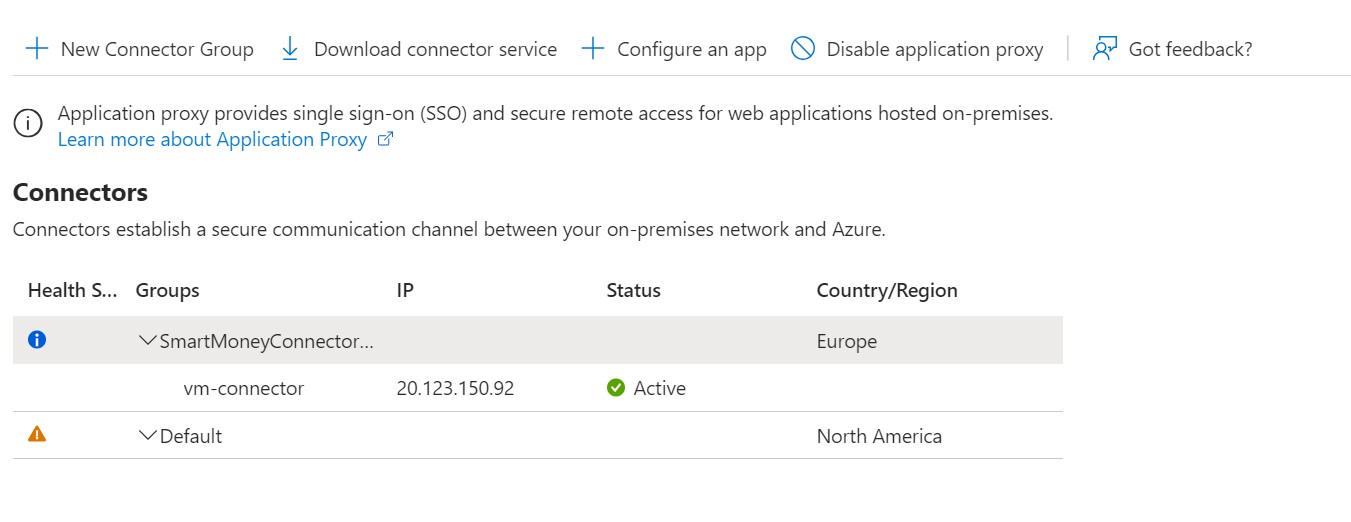 New Connector Group Download connector service Configure an app Disable application proxy Got feedback?
Application proxy provides single sign-on (SSO) and secure remote access for web applications hosted on-premises.
Learn more about Application Proxy
Connectors
Connectors establish a secure communication channel between your on-premises network and Azure.
Health S... Groups IP Status Country/Region
SmartMoneyConnector... Europe
vm-connector 20.123.150.92 Active
Default North America